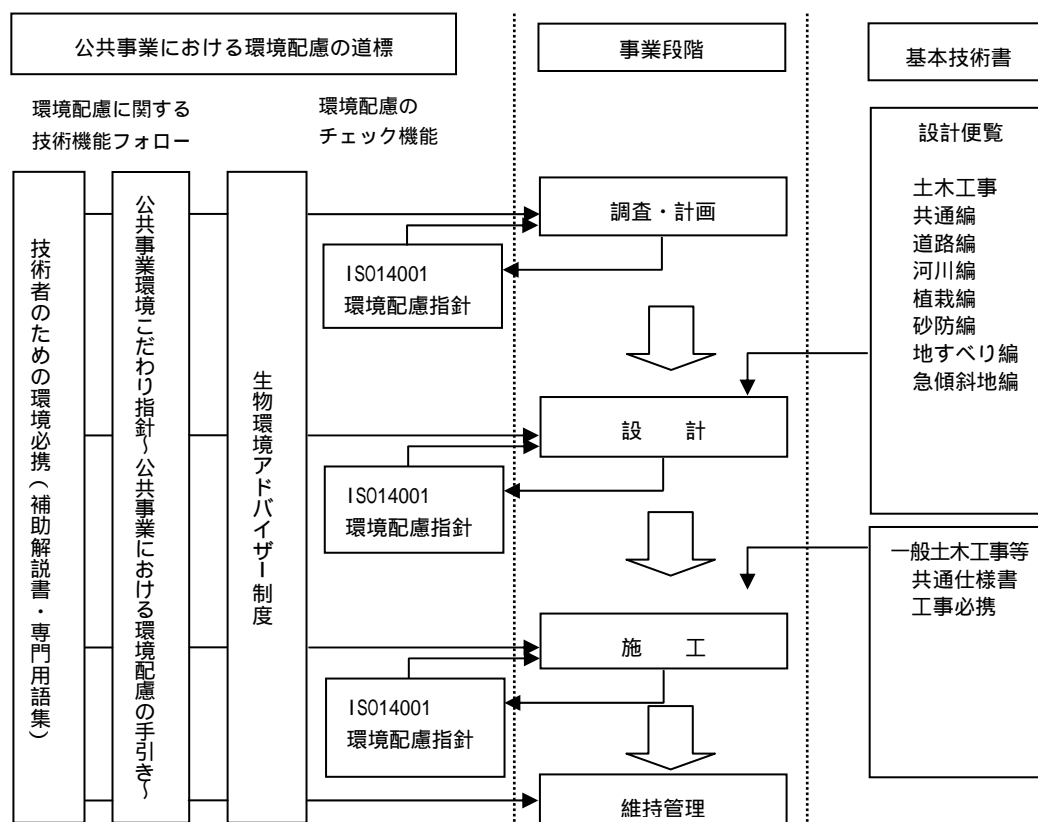 公共事業における環境配慮の道標
事業段階
基本技術書
環境配慮に関する
技術機能フォロー
環境配慮の
チェック機能
技術者のための環境必携(補助解説書・専門用語集)
公共事業環境こだわり指針~公共事業における環境配慮の手引き~
生物環境アドバイザー制度
調査・計画
ISO14001
環境配慮指針
設　計
ISO14001
環境配慮指針
施　工
ISO14001
環境配慮指針
維持管理
設計便覧
土木工事
共通編
道路編
河川編
植栽編
砂防編
地すべり編
急傾斜地編
一般土木工事等
共通仕様書
工事必携